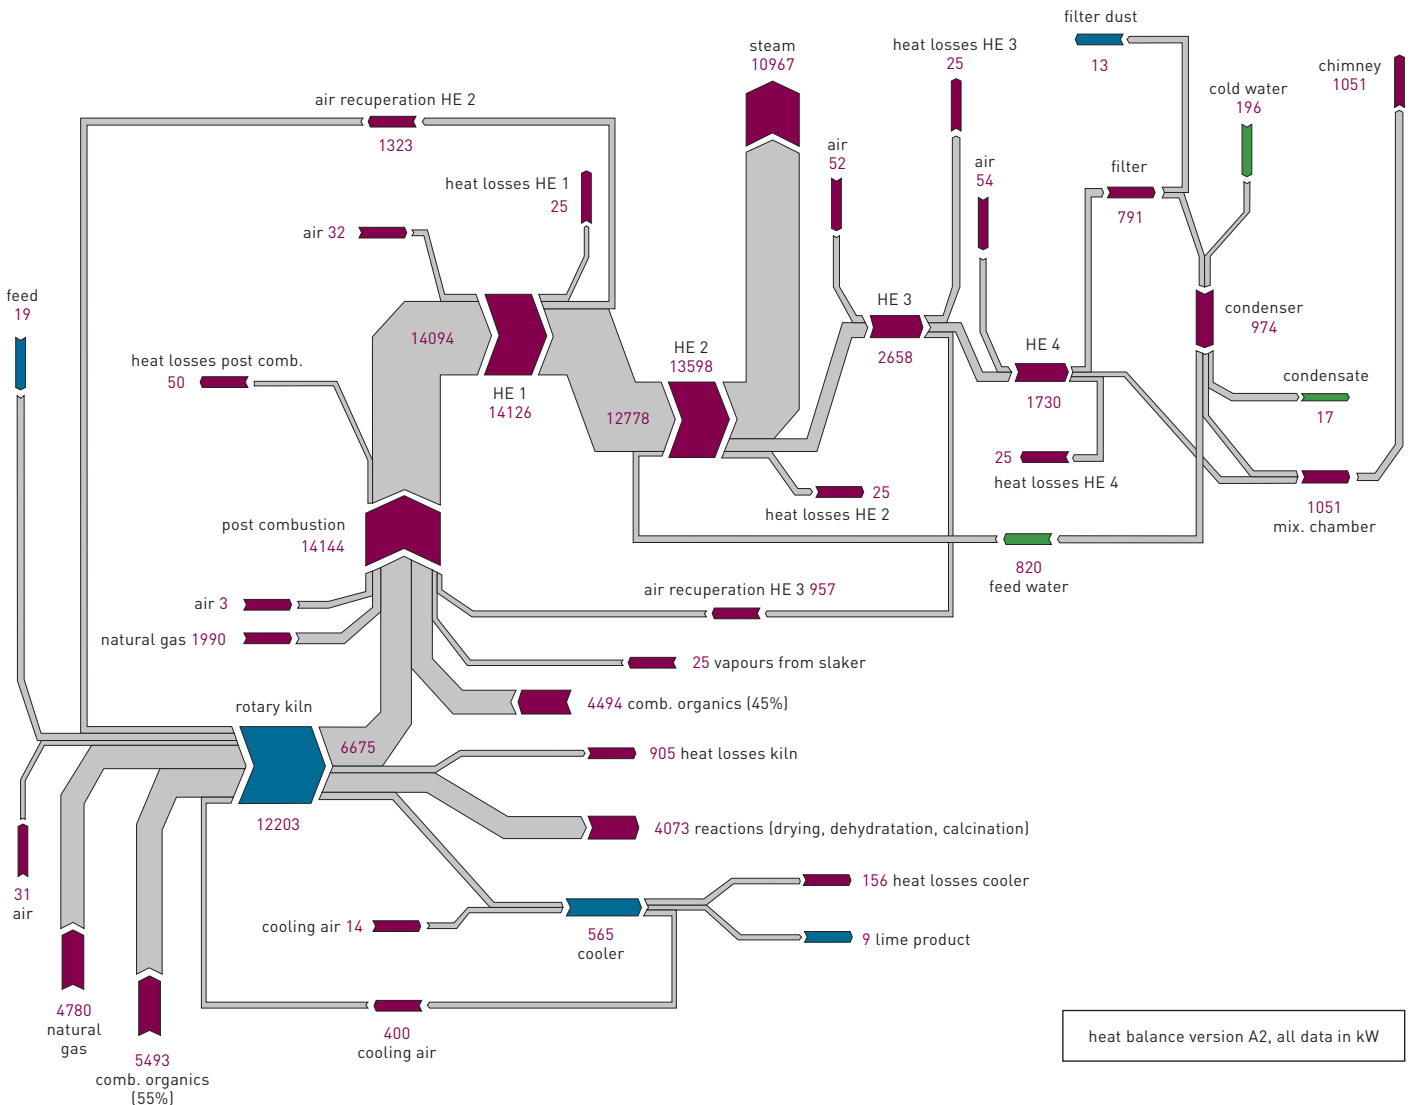 filter dust
13
steam
10967
heat losses HE 3
25
chimney
1051
cold water
196
air recuperation HE 2
1323
air
52
air
54
filter
791
heat losses HE 1
25
air 32
feed
19
HE 3
2658
condenser
974
14094
HE 2
13598
HE 4
1730
heat losses post comb.
50
HE 1
14126
12778
condensate
17
25
heat losses HE 4
25
heat losses HE 2
1051
mix. chamber
post combustion
14144
820
feed water
air 3
air recuperation HE 3 957
natural gas 1990
25 vapours from slaker
4494 comb. organics (45%)
rotary kiln
6675
12203
905 heat losses kiln
4073 reactions (drying, dehydratation, calcination)
31
air
156 heat losses cooler
cooling air 14
565
cooler
9 lime product
4780
natural
gas
400
cooling air
5493
comb. organics
(55%)
heat balance version A2, all data in kW